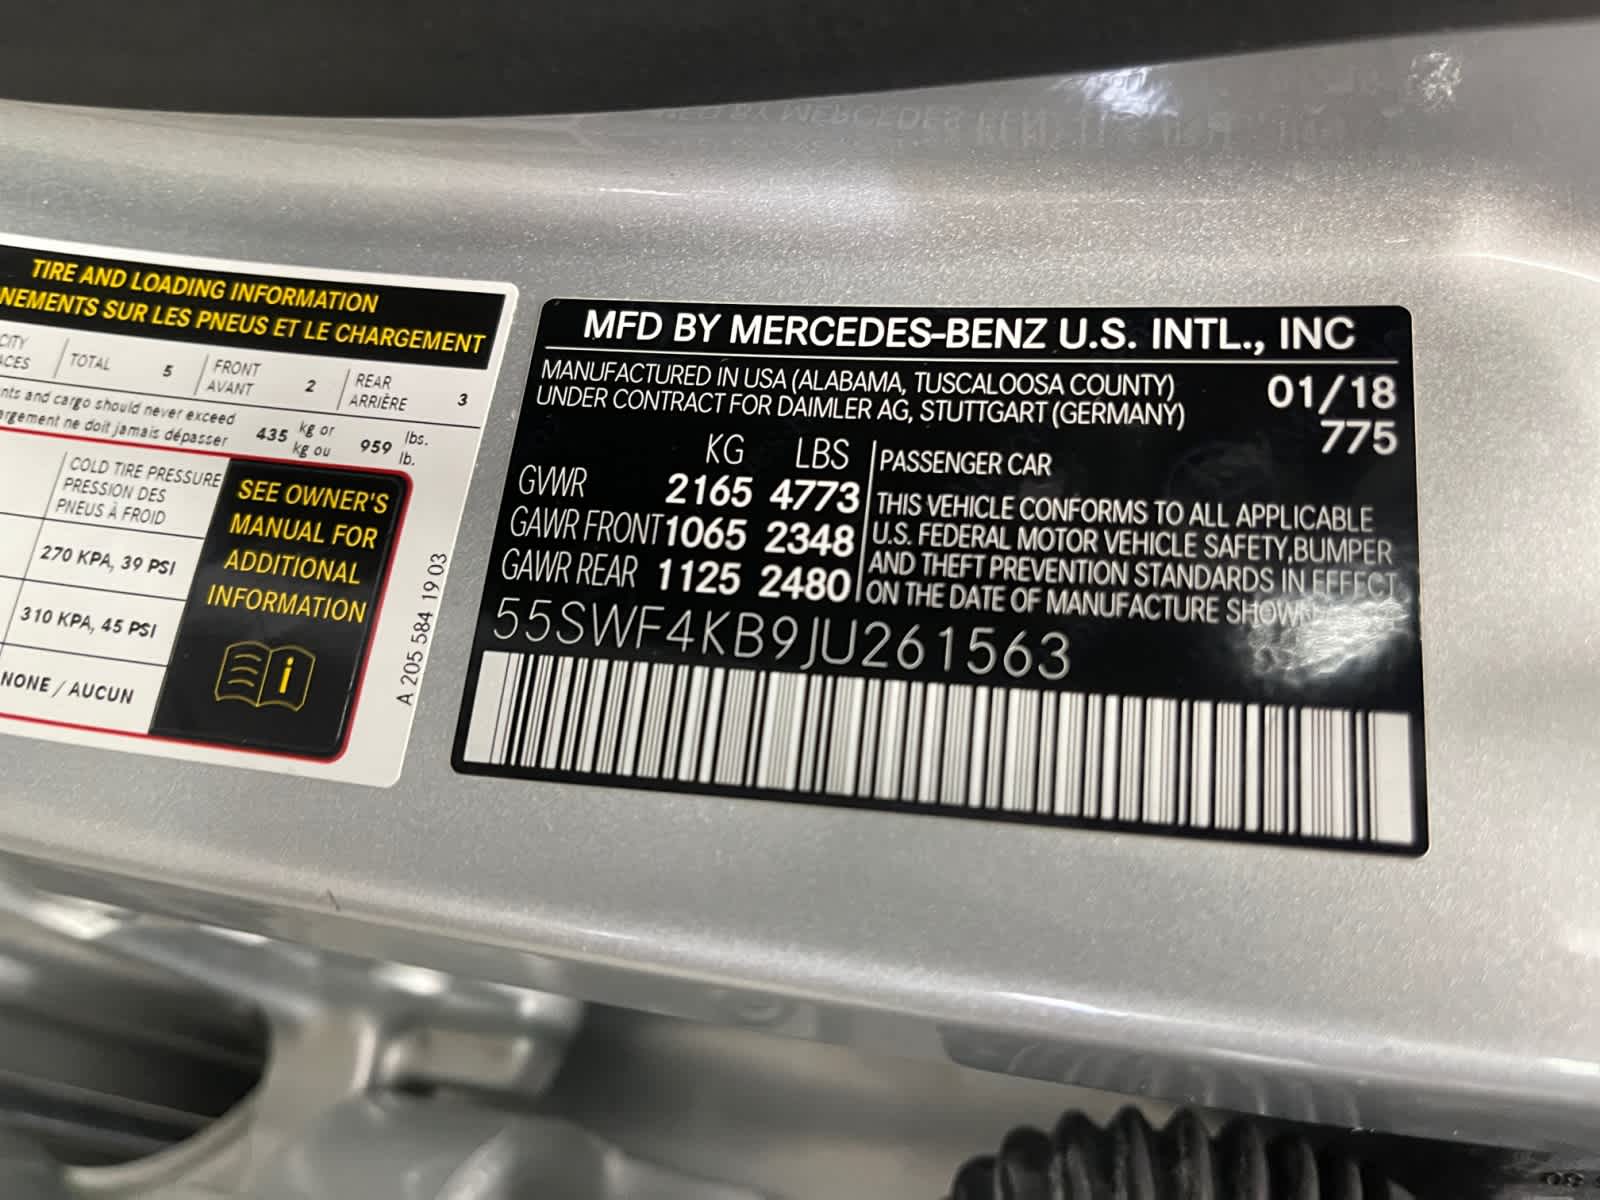 TIRE AND LOADING INFORMATION
NEMENTS SUR LES PNEUS ET LE CHARGEMENT
TOTAL 5 FRONT AVANT 2 REAR ARRIÈRE 3
and cargo should never exceed
ne doit jamais dépasser
435 kg or kg ou 959 lbs. lb.
COLD TIRE PRESSURE
PRESSION DES
PNEUS À FROID
270 KPA, 39 PSI
310 KPA, 45 PSI
NONE / AUCUN
SEE OWNER'S
MANUAL FOR
ADDITIONAL
INFORMATION
i
A 205 584 19 03
MFD BY MERCEDES-BENZ U.S. INTL., INC
MANUFACTURED IN USA (ALABAMA, TUSCALOOSA COUNTY)
UNDER CONTRACT FOR DAIMLER AG, STUTTGART (GERMANY)
01/18
775
KG LBS
GVWR 2165 4773
GAWR FRONT 1065 2348
GAWR REAR 1125 2480
PASSENGER CAR
THIS VEHICLE CONFORMS TO ALL APPLICABLE
U.S. FEDERAL MOTOR VEHICLE SAFETY,BUMPER
AND THEFT PREVENTION STANDARDS IN EFFECT
ON THE DATE OF MANUFACTURE SHOWN
55SWF4KB9JU261563